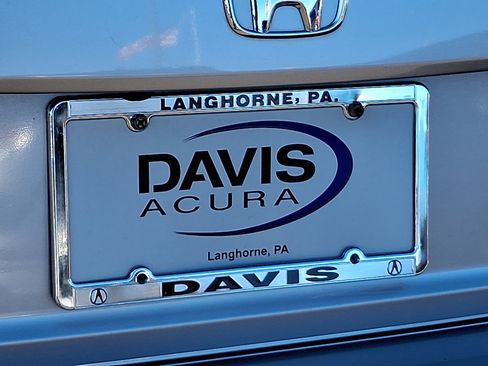 LANGHORNE, PA.
DAVIS
ACURA
Langhorne, PA
DAVIS